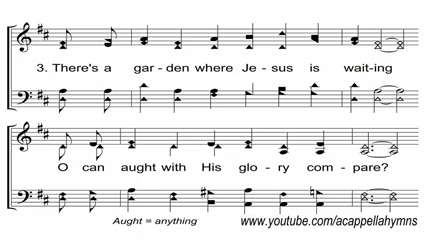 3. There's a gar - den where Je - sus is wait-ing
O can aught with His glo - ry com - pare?
Aught = anything
www.youtube.com/acappellahymns